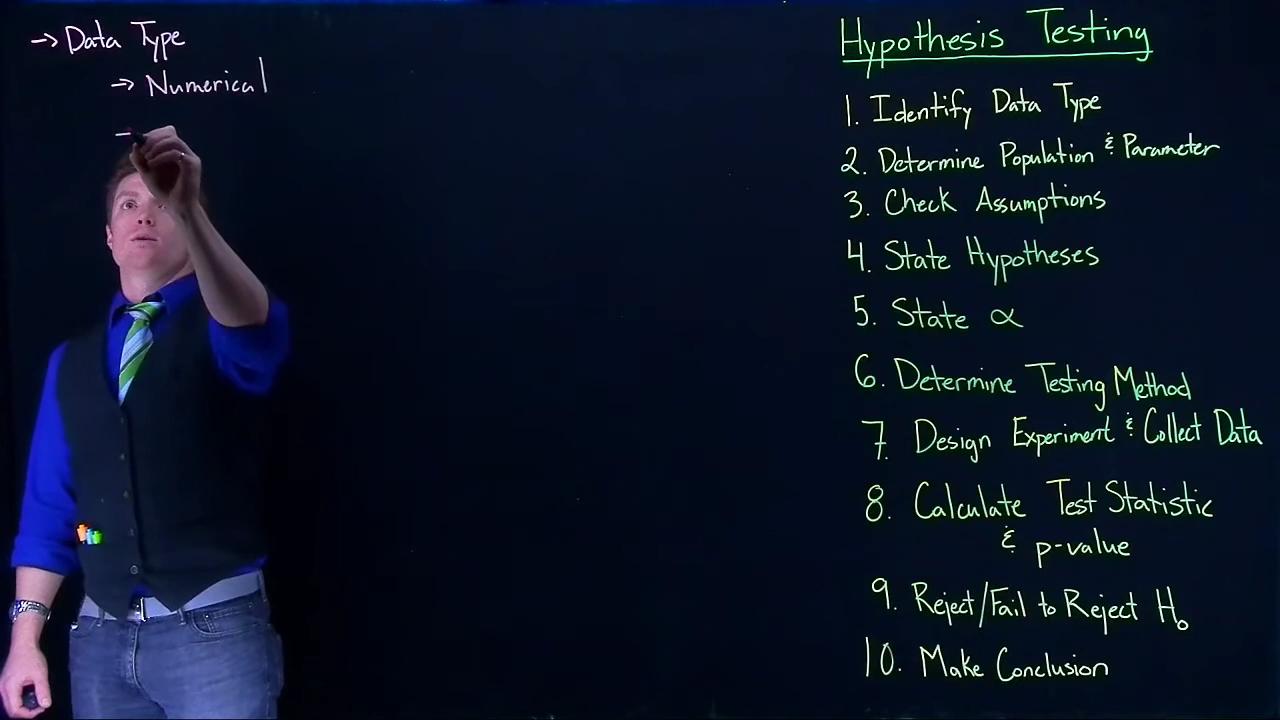 → Data Type
→ Numerical
Hypothesis Testing
1. Identify Data Type
2. Determine Population & Parameter
3. Check Assumptions
4. State Hypotheses
5. State α
6. Determine Testing Method
7. Design Experiment & Collect Data
8. Calculate Test Statistic
& p-value
9. Reject/Fail to Reject H₀
10. Make Conclusion